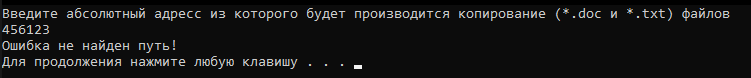 Введите абсолютный адресс из которого будет производится копирование (*.doc и *.txt) файлов
456123
Ошибка не найден путь!
Для продолжения нажмите любую клавишу . . .